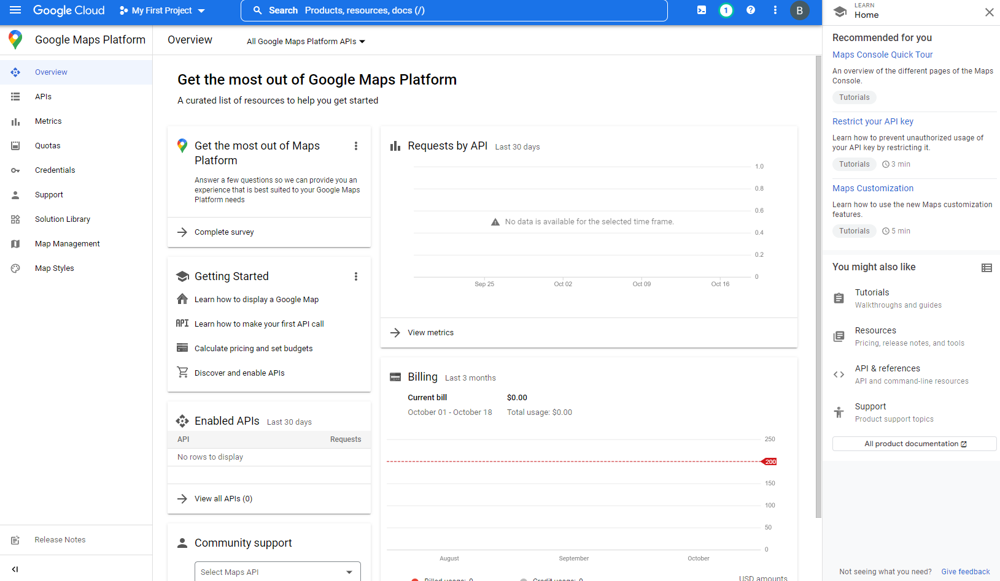 Google Cloud
My First Project
Search Products, resources, docs (/)
1
B
LEARN
Home
Google Maps Platform
Overview
All Google Maps Platform APIs
Overview
APIs
Metrics
Quotas
Credentials
Support
Solution Library
Map Management
Map Styles
Release Notes
Get the most out of Google Maps Platform
A curated list of resources to help you get started
Get the most out of Maps
Platform
Answer a few questions so we can provide you an
experience that is best suited to your Google Maps
Platform needs
Complete survey
Getting Started
Learn how to display a Google Map
API Learn how to make your first API call
Calculate pricing and set budgets
Discover and enable APIs
Enabled APIs Last 30 days
API Requests
No rows to display
View all APIs (0)
Community support
Select Maps API
Requests by API Last 30 days
1.0
0.8
0.6
No data is available for the selected time frame.
0.4
0.2
0
Sep 25 Oct 02 Oct 09 Oct 16
View metrics
Billing Last 3 months
Current bill $0.00
October 01 - October 18 Total usage: $0.00
250
200
150
100
50
0
August September October
Billed usage: 0 Credit usage: 0 USD amounts
Recommended for you
Maps Console Quick Tour
An overview of the different pages of the Maps
Console.
Tutorials
Restrict your API key
Learn how to prevent unauthorized usage of
your API key by restricting it.
Tutorials 3 min
Maps Customization
Learn how to use the new Maps customization
features.
Tutorials 5 min
You might also like
Tutorials
Walkthroughs and guides
Resources
Pricing, release notes, and tools
API & references
API and command-line resources
Support
Product support topics
All product documentation
Not seeing what you need? Give feedback